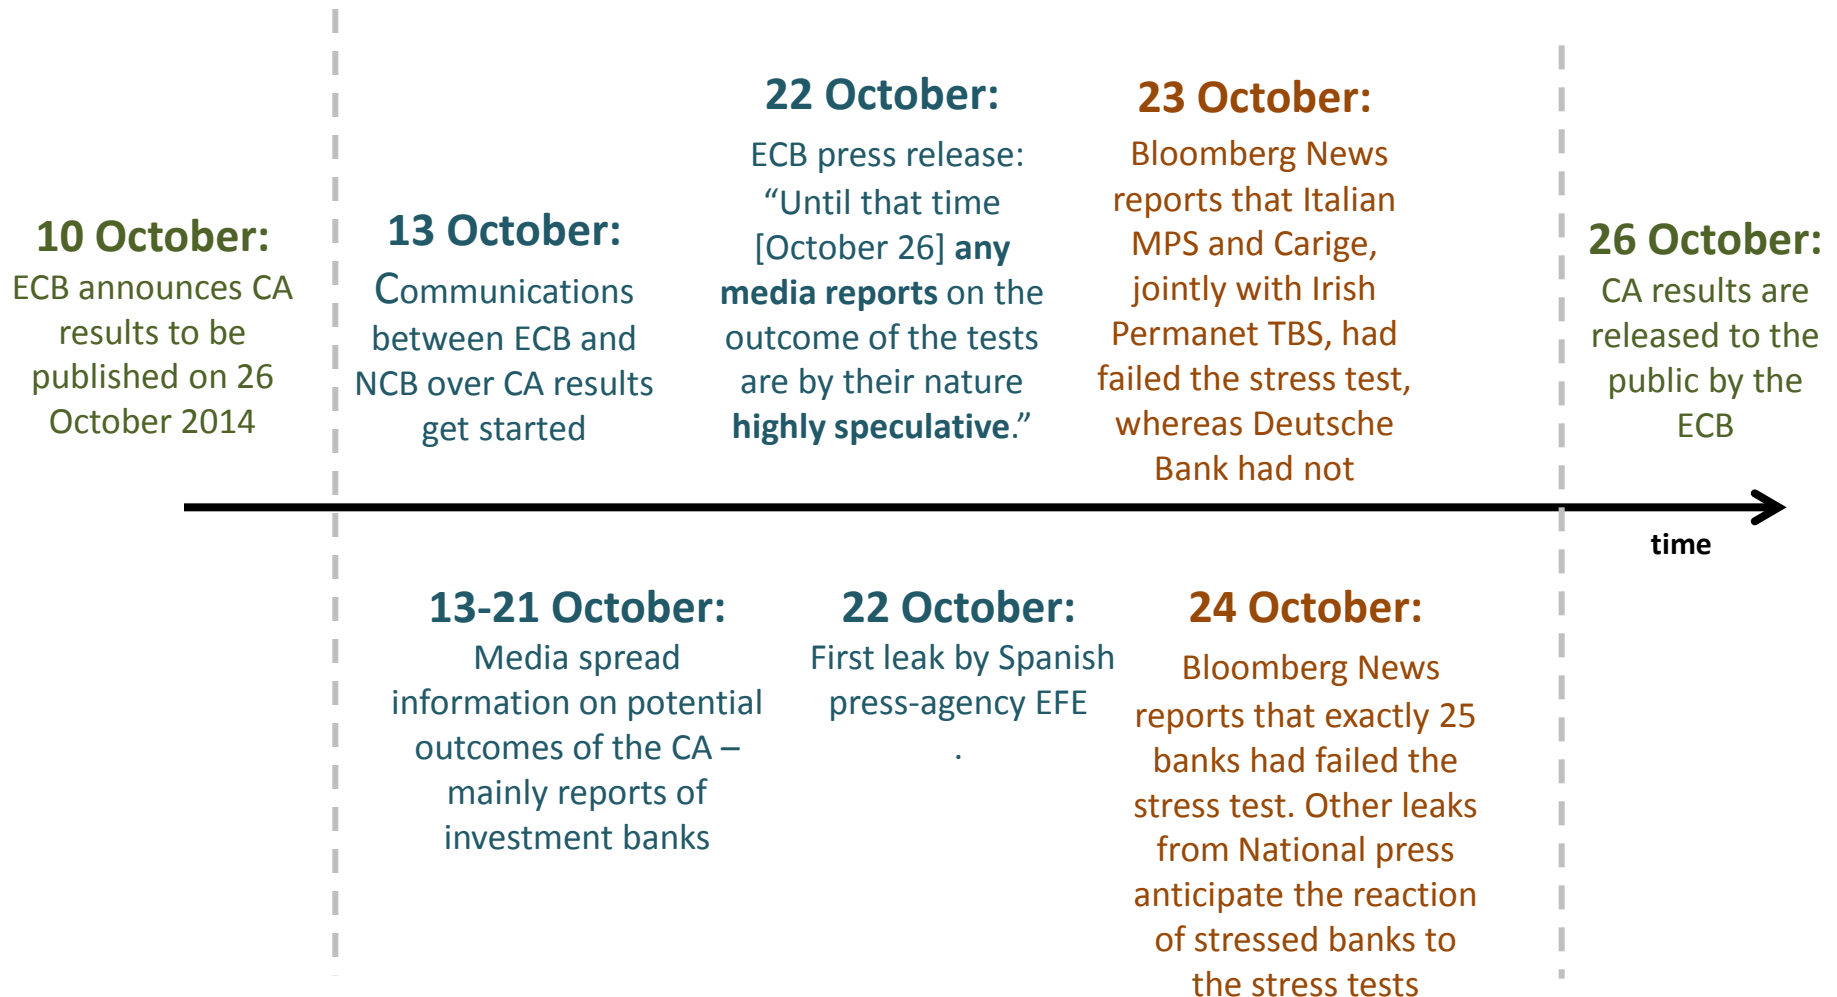 10 October:
ECB announces CA
results to be
published on 26
October 2014
13 October:
Communications
between ECB and
NCB over CA results
get started
22 October:
ECB press release:
“Until that time
[October 26] any
media reports on the
outcome of the tests
are by their nature
highly speculative.”
23 October:
Bloomberg News
reports that Italian
MPS and Carige,
jointly with Irish
Permanet TBS, had
failed the stress test,
whereas Deutsche
Bank had not
26 October:
CA results are
released to the
public by the
ECB
time
13-21 October:
Media spread
information on potential
outcomes of the CA –
mainly reports of
investment banks
22 October:
First leak by Spanish
press-agency EFE
.
24 October:
Bloomberg News
reports that exactly 25
banks had failed the
stress test. Other leaks
from National press
anticipate the reaction
of stressed banks to
the stress tests